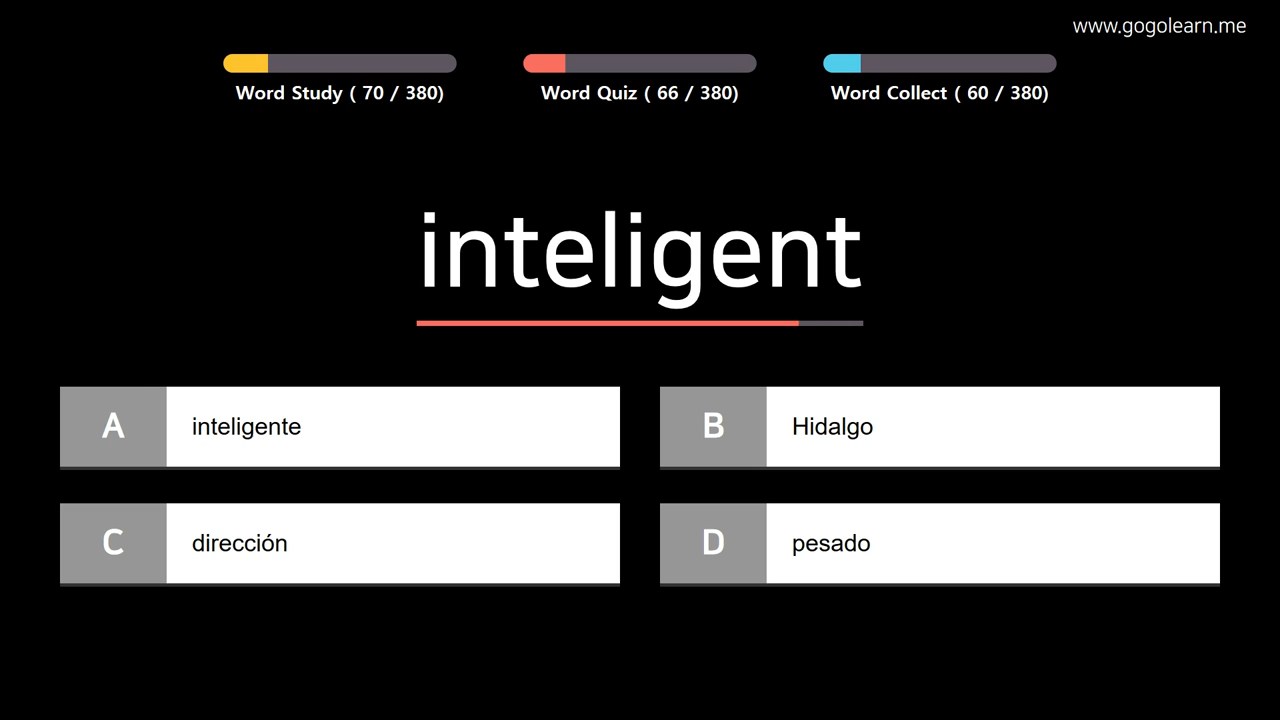 www.gogolearn.me
Word Study ( 70 / 380)
Word Quiz ( 66 / 380)
Word Collect ( 60 / 380)
inteligent
A
inteligente
B
Hidalgo
C
dirección
D
pesado